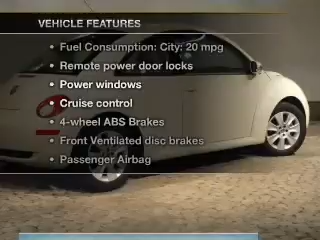 VEHICLE FEATURES
• Fuel Consumption: City: 20 mpg
• Remote power door locks
• Power windows
• Cruise control
• 4-wheel ABS Brakes
• Front Ventilated disc brakes
• Passenger Airbag